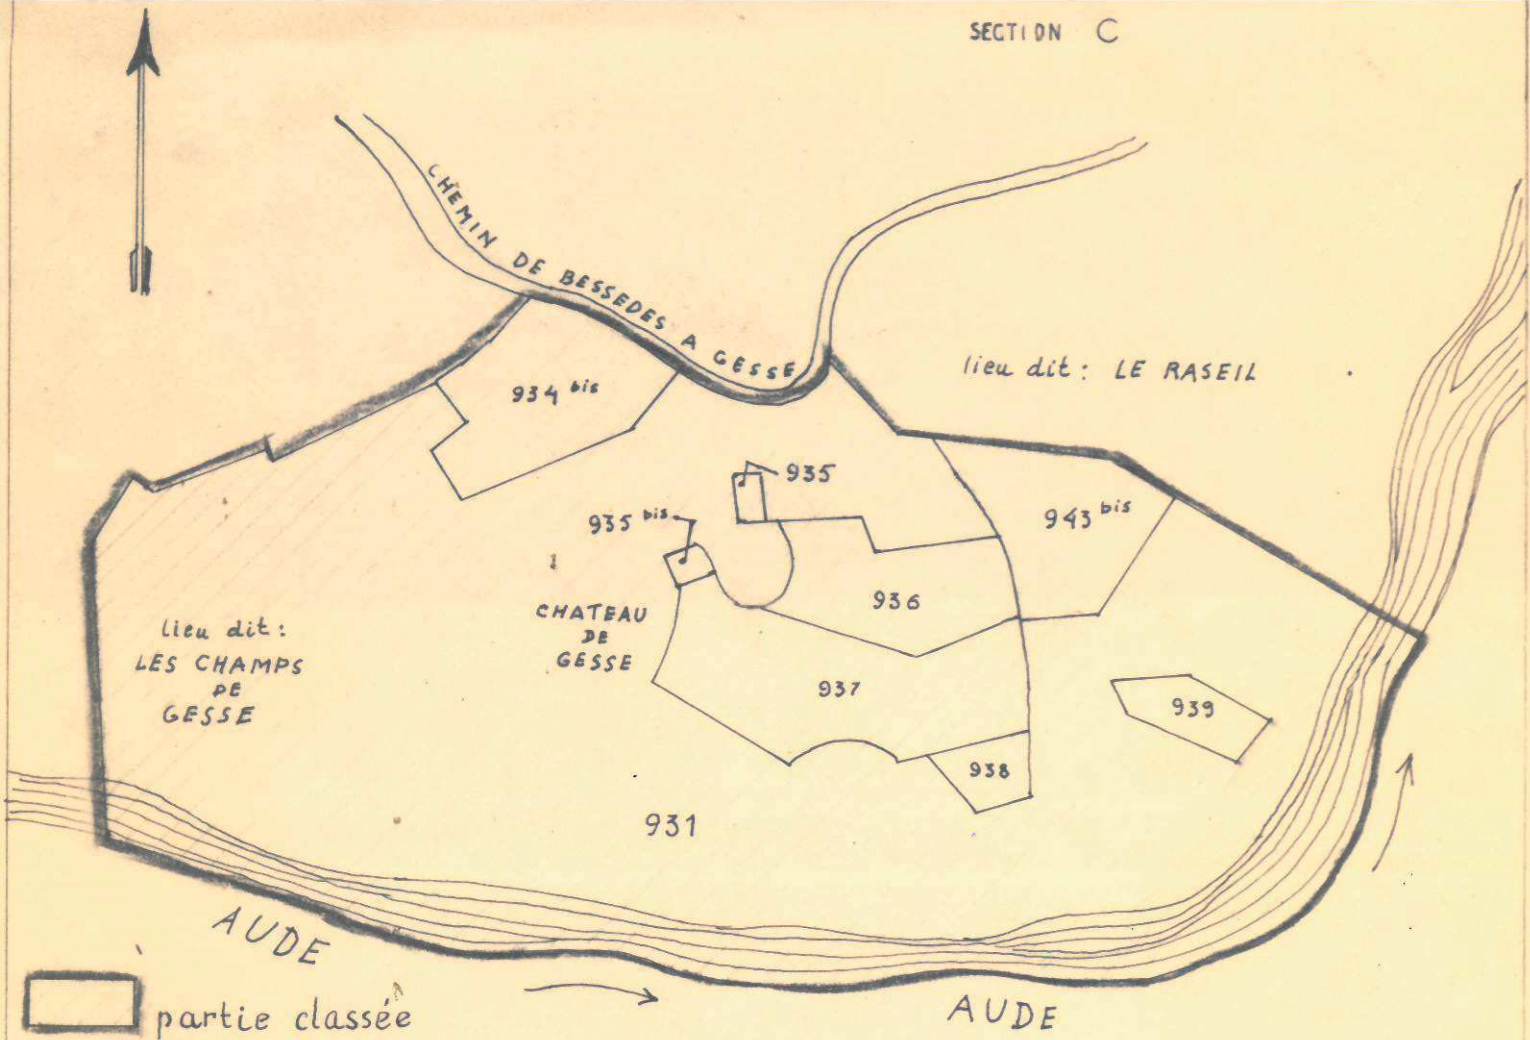 SECTION C
CHEMIN DE BESSEDES A GESSE
lieu dit: LE RASEIL
934 bis
935
935 bis
943 bis
936
CHATEAU
DE
GESSE
lieu dit:
LES CHAMPS
DE
GESSE
937
939
938
931
AUDE
AUDE
partie classée